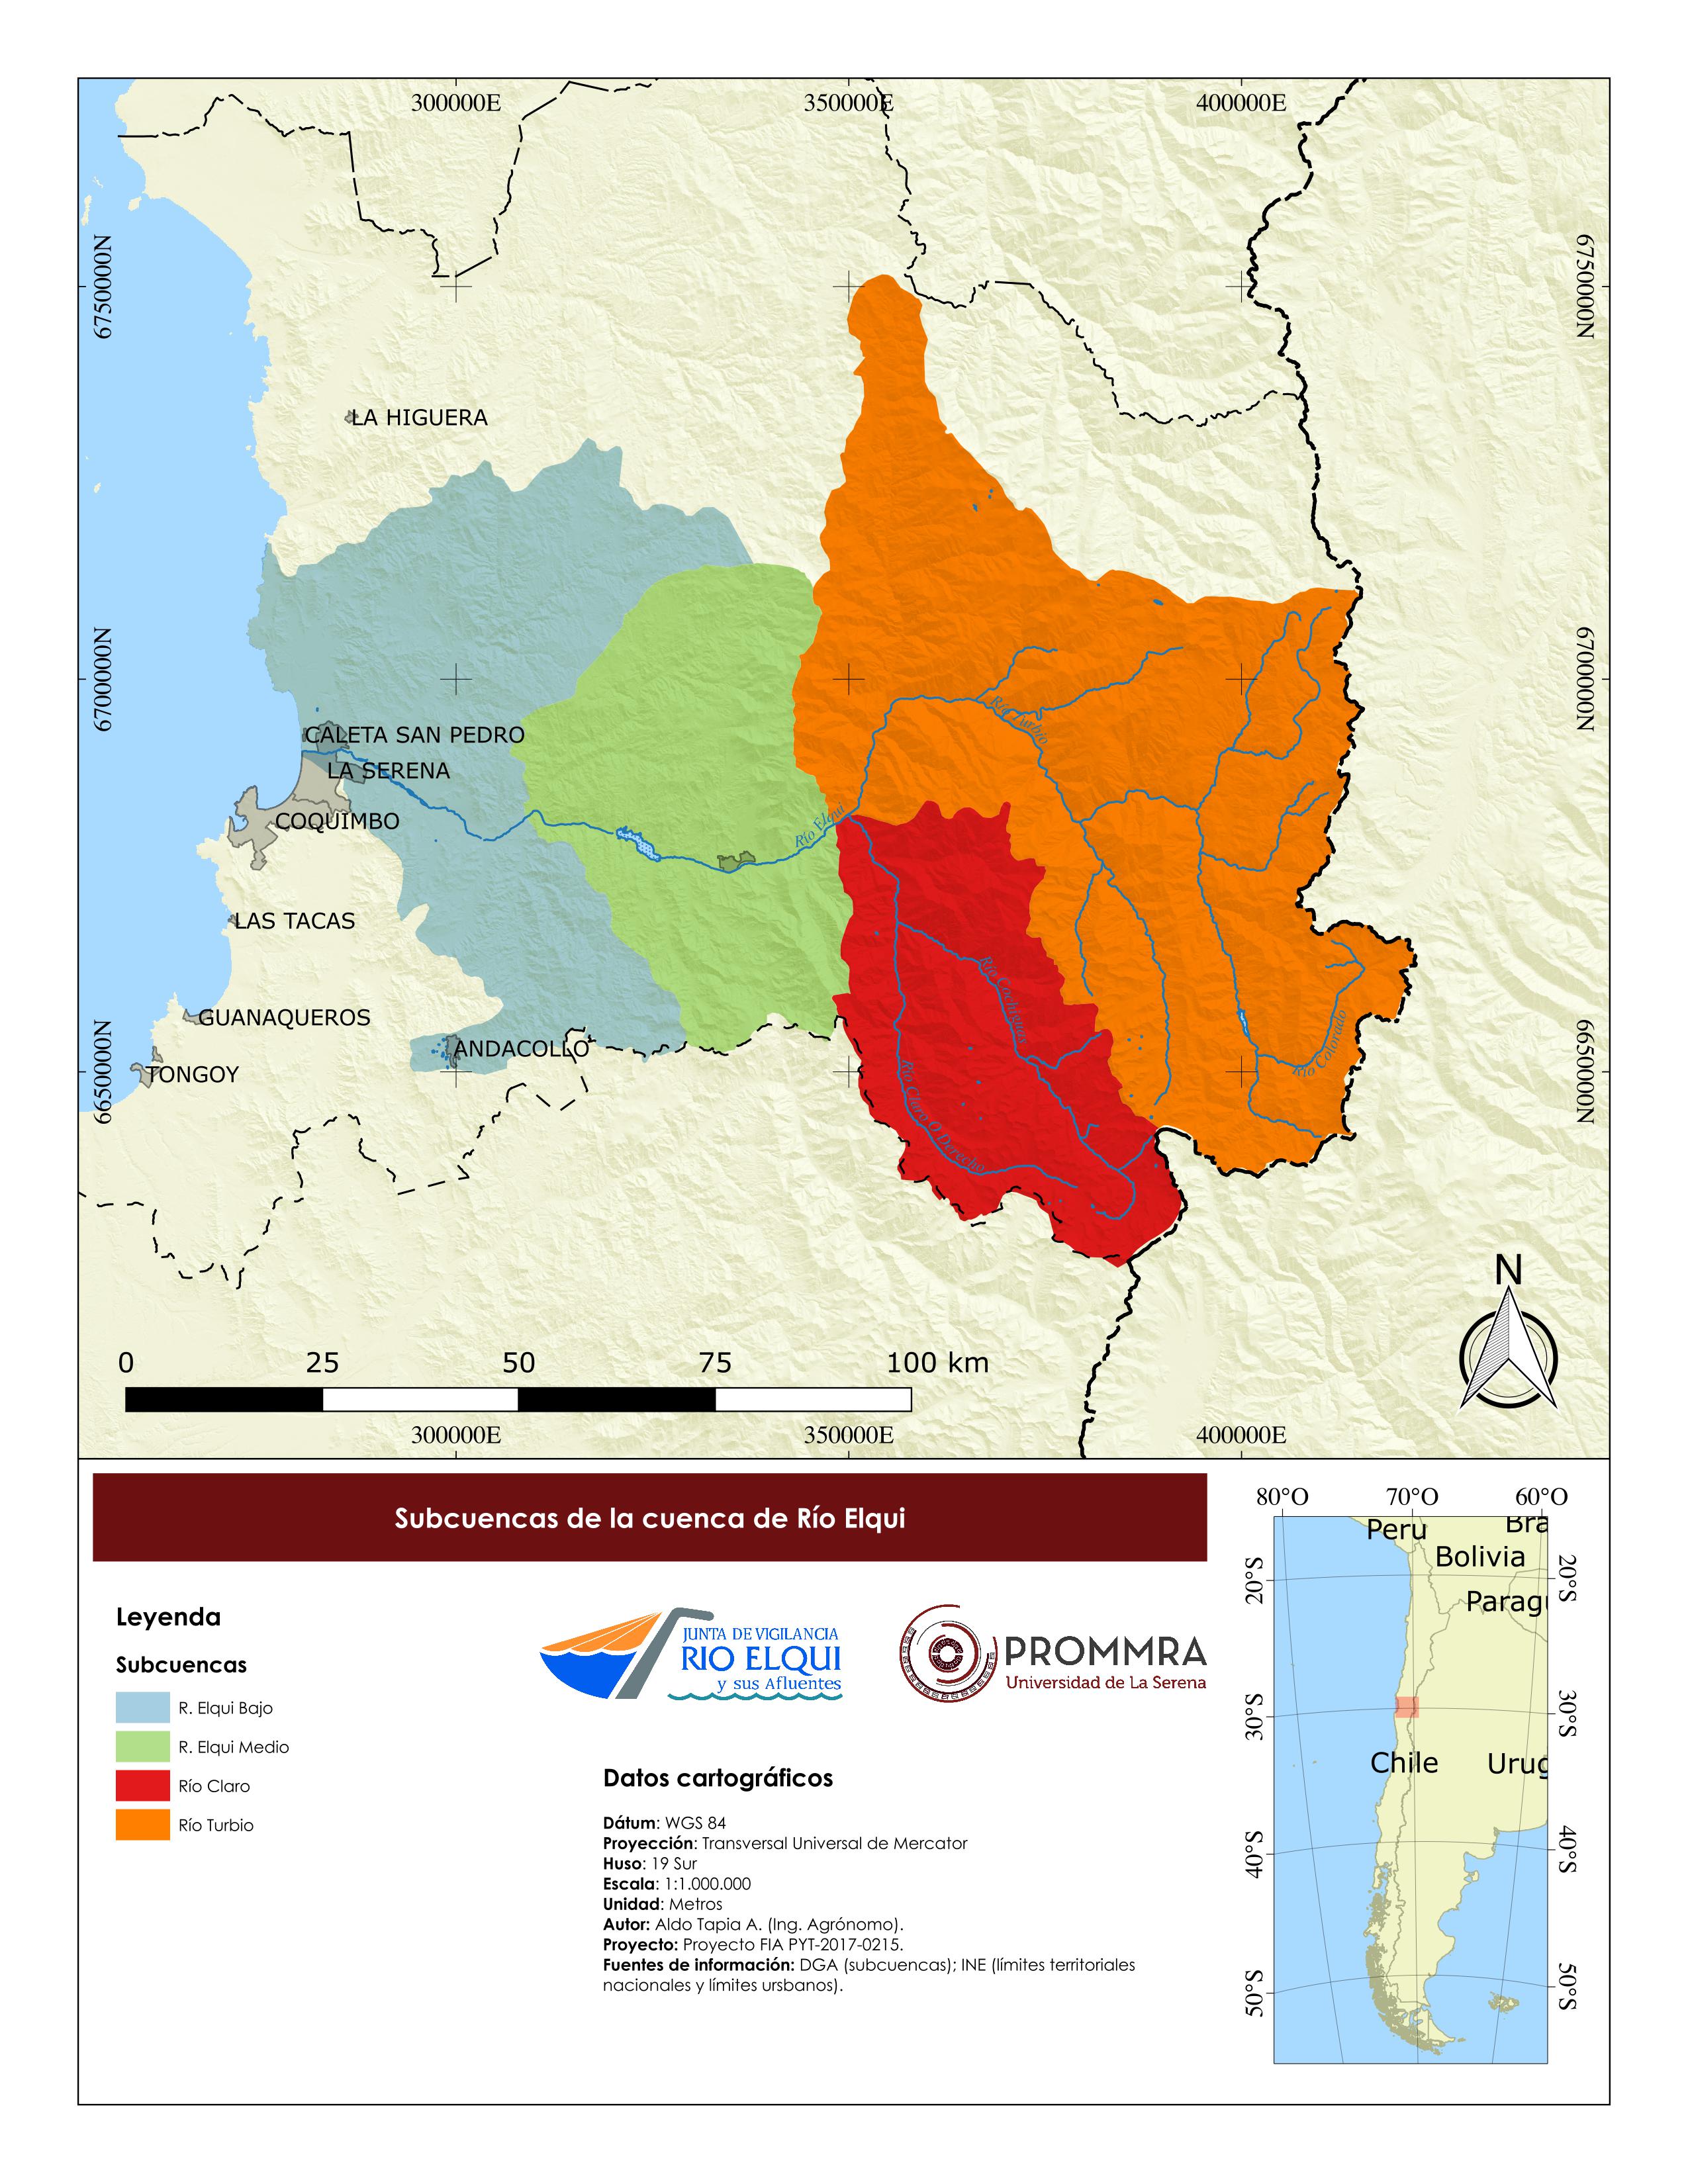 300000E
350000E
400000E
6750000N
6750000N
LA HIGUERA
6700000N
6700000N
Río Turbio
CALETA SAN PEDRO
LA SERENA
COQUIMBO
Río Elqui
LAS TACAS
Río Cochiguas
GUANAQUEROS
ANDACOLLO
TONGOY
6650000N
6650000N
Río Colorado
Río Claro O Derecho
N
0 25 50 75 100 km
300000E
350000E
400000E
Subcuencas de la cuenca de Río Elqui
Leyenda
Subcuencas
R. Elqui Bajo
R. Elqui Medio
Río Claro
Río Turbio
JUNTA DE VIGILANCIA
RIO ELQUI
y sus Afluentes
PROMMRA
Universidad de La Serena
Datos cartográficos
Dátum: WGS 84
Proyección: Transversal Universal de Mercator
Huso: 19 Sur
Escala: 1:1.000.000
Unidad: Metros
Autor: Aldo Tapia A. (Ing. Agrónomo).
Proyecto: Proyecto FIA PYT-2017-0215.
Fuentes de información: DGA (subcuencas); INE (límites territoriales
nacionales y límites ursbanos).
80°O 70°O 60°O
Peru
Bra
Bolivia
20°S
20°S
Paragu
30°S
30°S
Chile
Urug
40°S
40°S
50°S
50°S